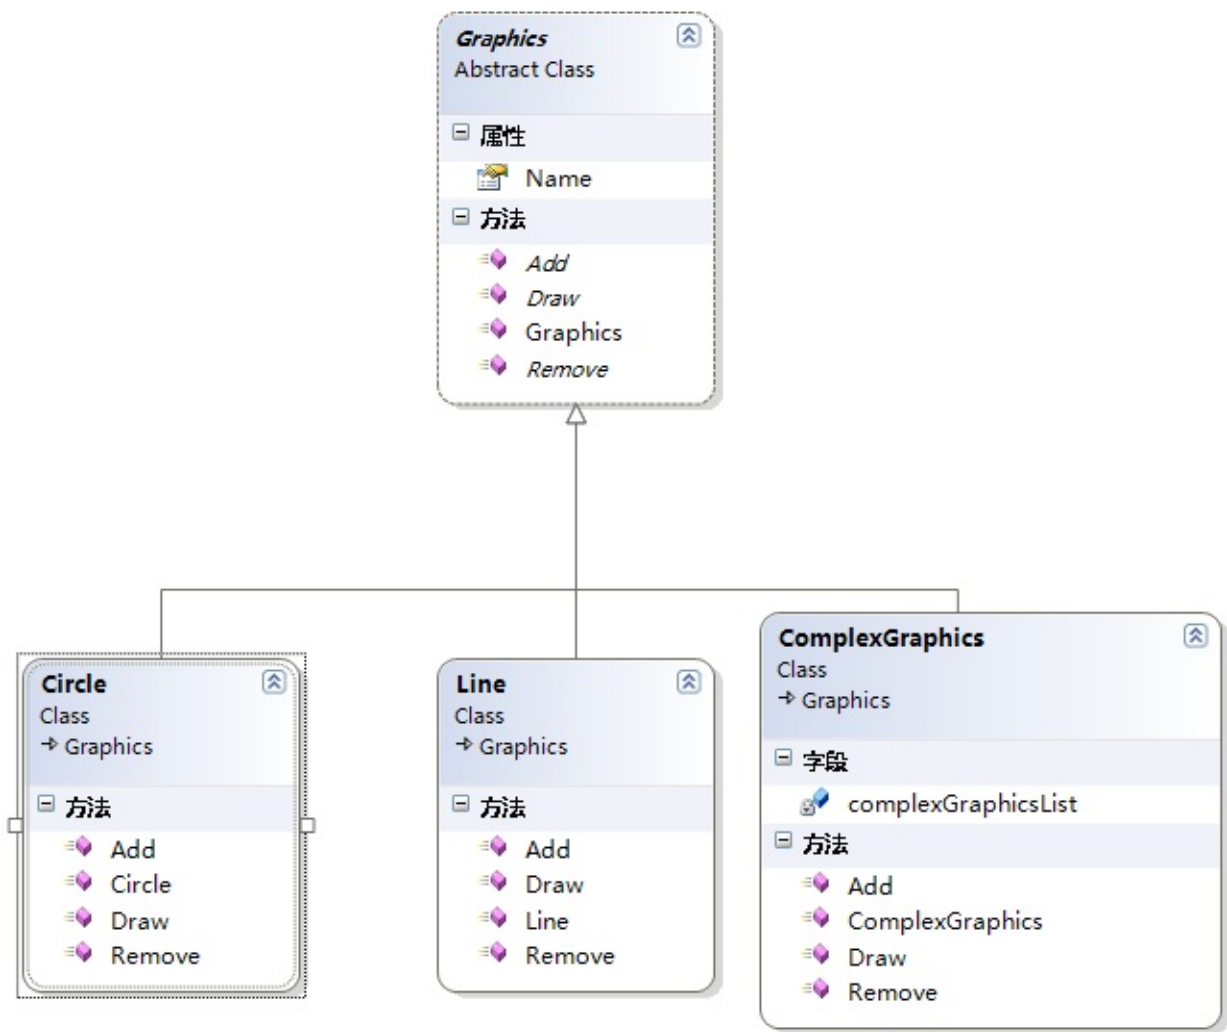 Graphics
Abstract Class
属性
Name
方法
Add
Draw
Graphics
Remove
Circle
Class
Graphics
方法
Add
Circle
Draw
Remove
Line
Class
Graphics
方法
Add
Draw
Line
Remove
ComplexGraphics
Class
Graphics
字段
complexGraphicsList
方法
Add
ComplexGraphics
Draw
Remove